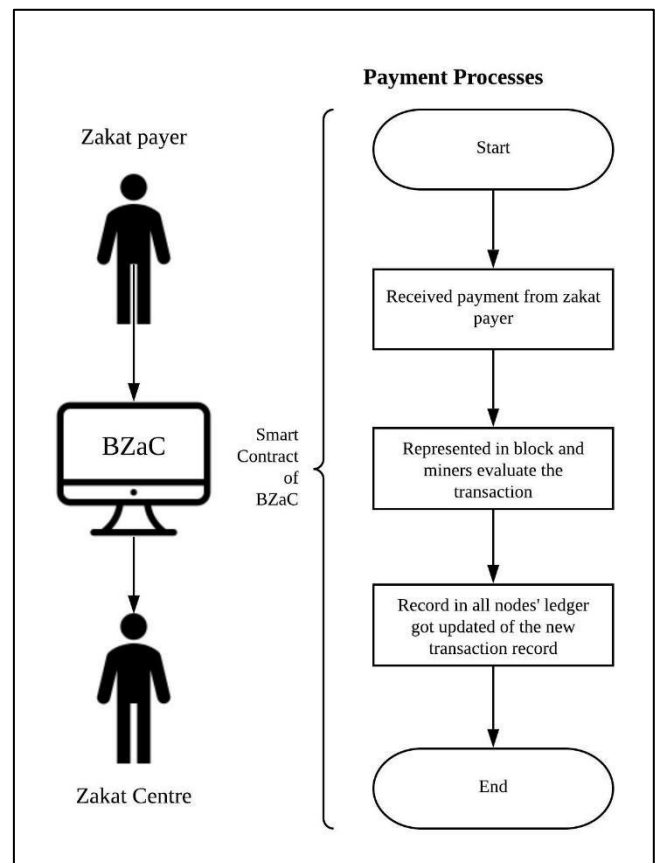 Payment Processes
Zakat payer
BZaC
Zakat Centre
Smart
Contract
of
BZaC
Start
Received payment from zakat
payer
Represented in block and
miners evaluate the
transaction
Record in all nodes' ledger
got updated of the new
transaction record
End